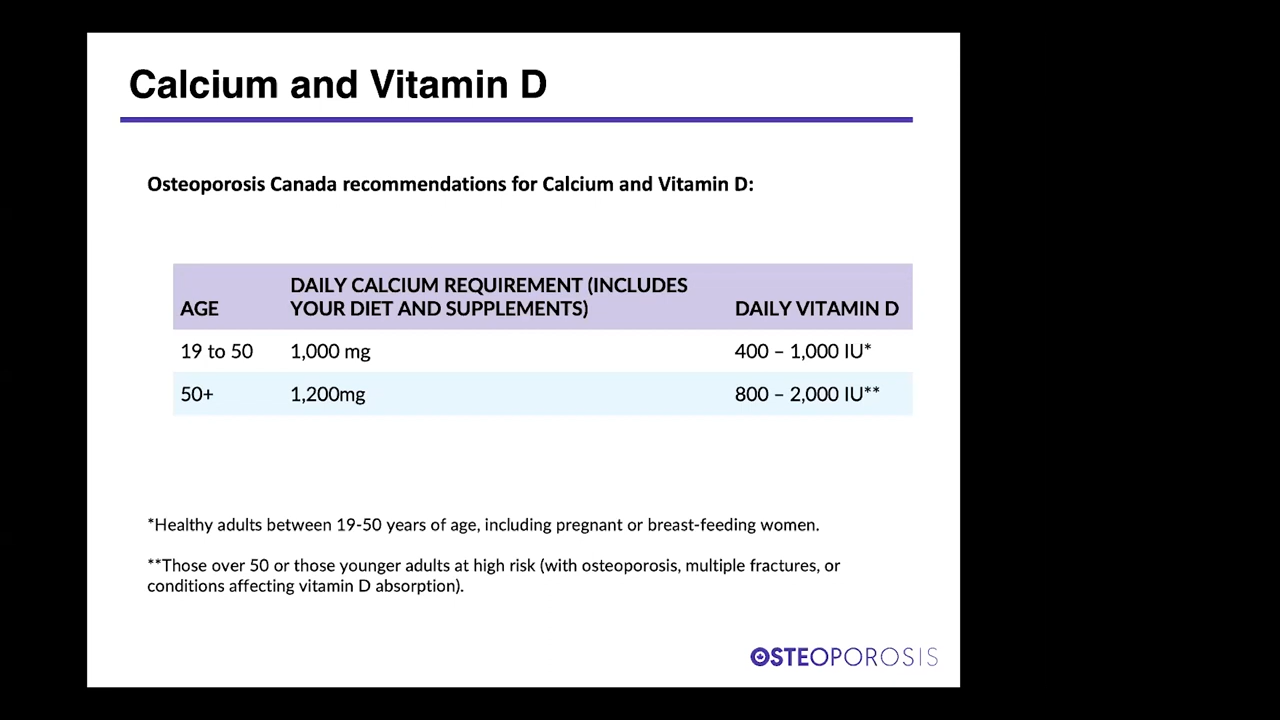 Calcium and Vitamin D
Osteoporosis Canada recommendations for Calcium and Vitamin D:
AGE
DAILY CALCIUM REQUIREMENT (INCLUDES
YOUR DIET AND SUPPLEMENTS)
DAILY VITAMIN D
19 to 50 1,000 mg 400 – 1,000 IU*
50+ 1,200mg 800 – 2,000 IU**
*Healthy adults between 19-50 years of age, including pregnant or breast-feeding women.
**Those over 50 or those younger adults at high risk (with osteoporosis, multiple fractures, or
conditions affecting vitamin D absorption).
OSTEOPOROSIS